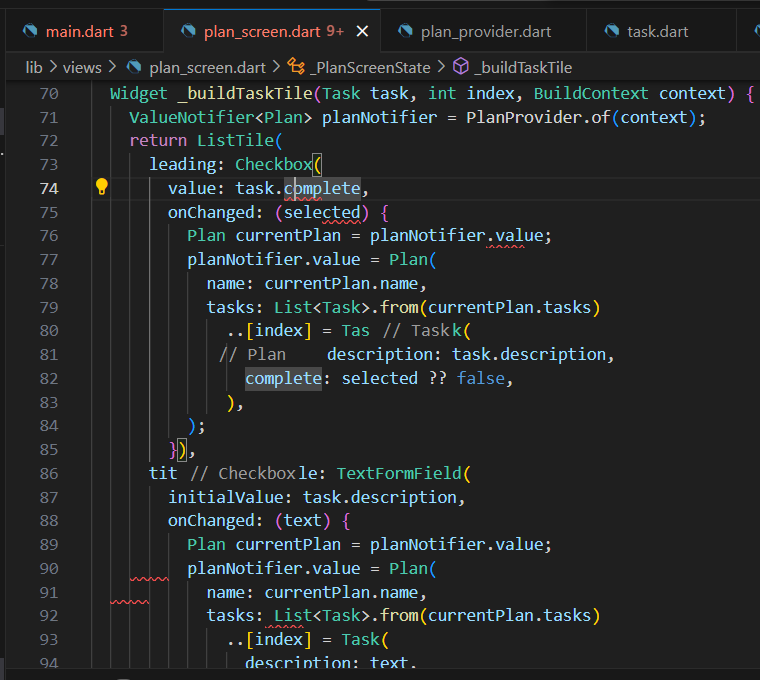 main.dart 3 plan_screen.dart 9+ plan_provider.dart task.dart
lib > views > plan_screen.dart > _PlanScreenState > _buildTaskTile
70 Widget _buildTaskTile(Task task, int index, BuildContext context) {
71 ValueNotifier<Plan> planNotifier = PlanProvider.of(context);
72 return ListTile(
73 leading: Checkbox(
74 value: task.complete,
75 onChanged: (selected) {
76 Plan currentPlan = planNotifier.value;
77 planNotifier.value = Plan(
78 name: currentPlan.name,
79 tasks: List<Task>.from(currentPlan.tasks)
80 ..[index] = Tas // Taskk(
81 // Plan description: task.description,
82 complete: selected ?? false,
83 ),
84 );
85 }),
86 tit // Checkboxle: TextFormField(
87 initialValue: task.description,
88 onChanged: (text) {
89 Plan currentPlan = planNotifier.value;
90 planNotifier.value = Plan(
91 name: currentPlan.name,
92 tasks: List<Task>.from(currentPlan.tasks)
93 ..[index] = Task(
94 description: text,